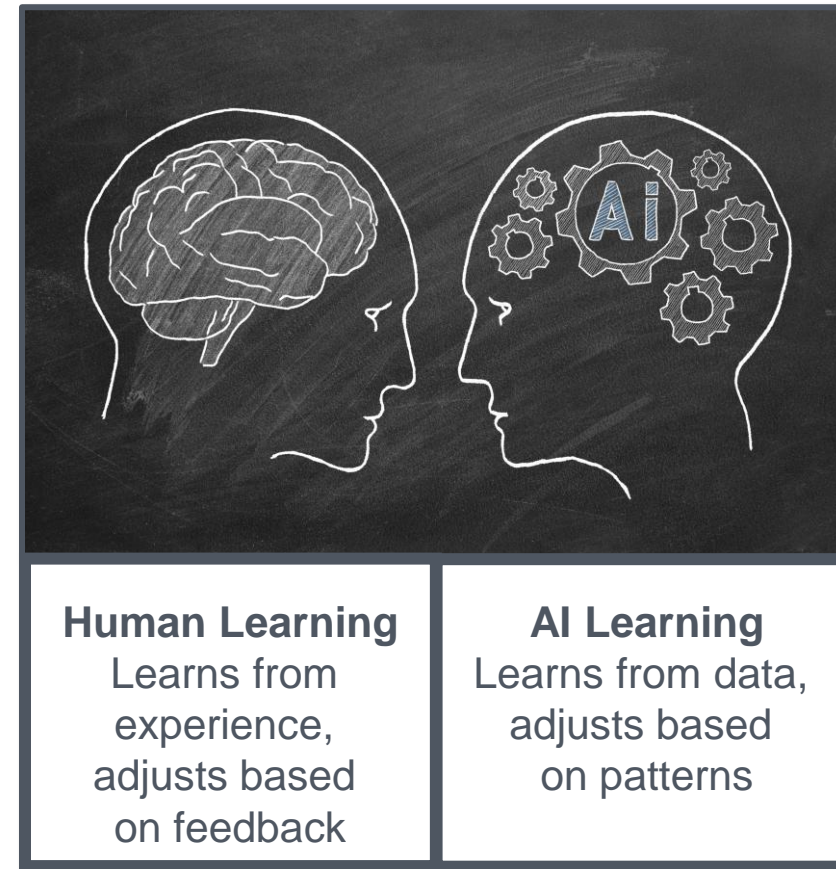 Ai
Human Learning
Learns from
experience,
adjusts based
on feedback
AI Learning
Learns from data,
adjusts based
on patterns